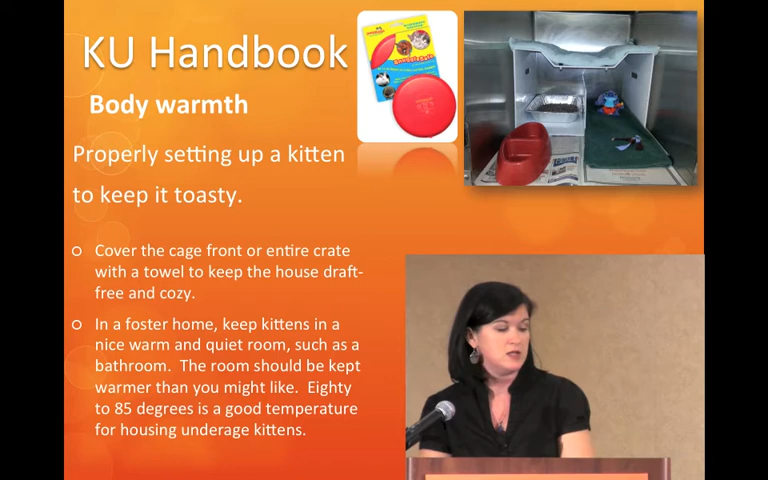 KU Handbook
Body warmth
Properly setting up a kitten
to keep it toasty.
Cover the cage front or entire crate
with a towel to keep the house draft-
free and cozy.
In a foster home, keep kittens in a
nice warm and quiet room, such as a
bathroom.  The room should be kept
warmer than you might like.  Eighty
to 85 degrees is a good temperature
for housing underage kittens.
SnuggleSafe